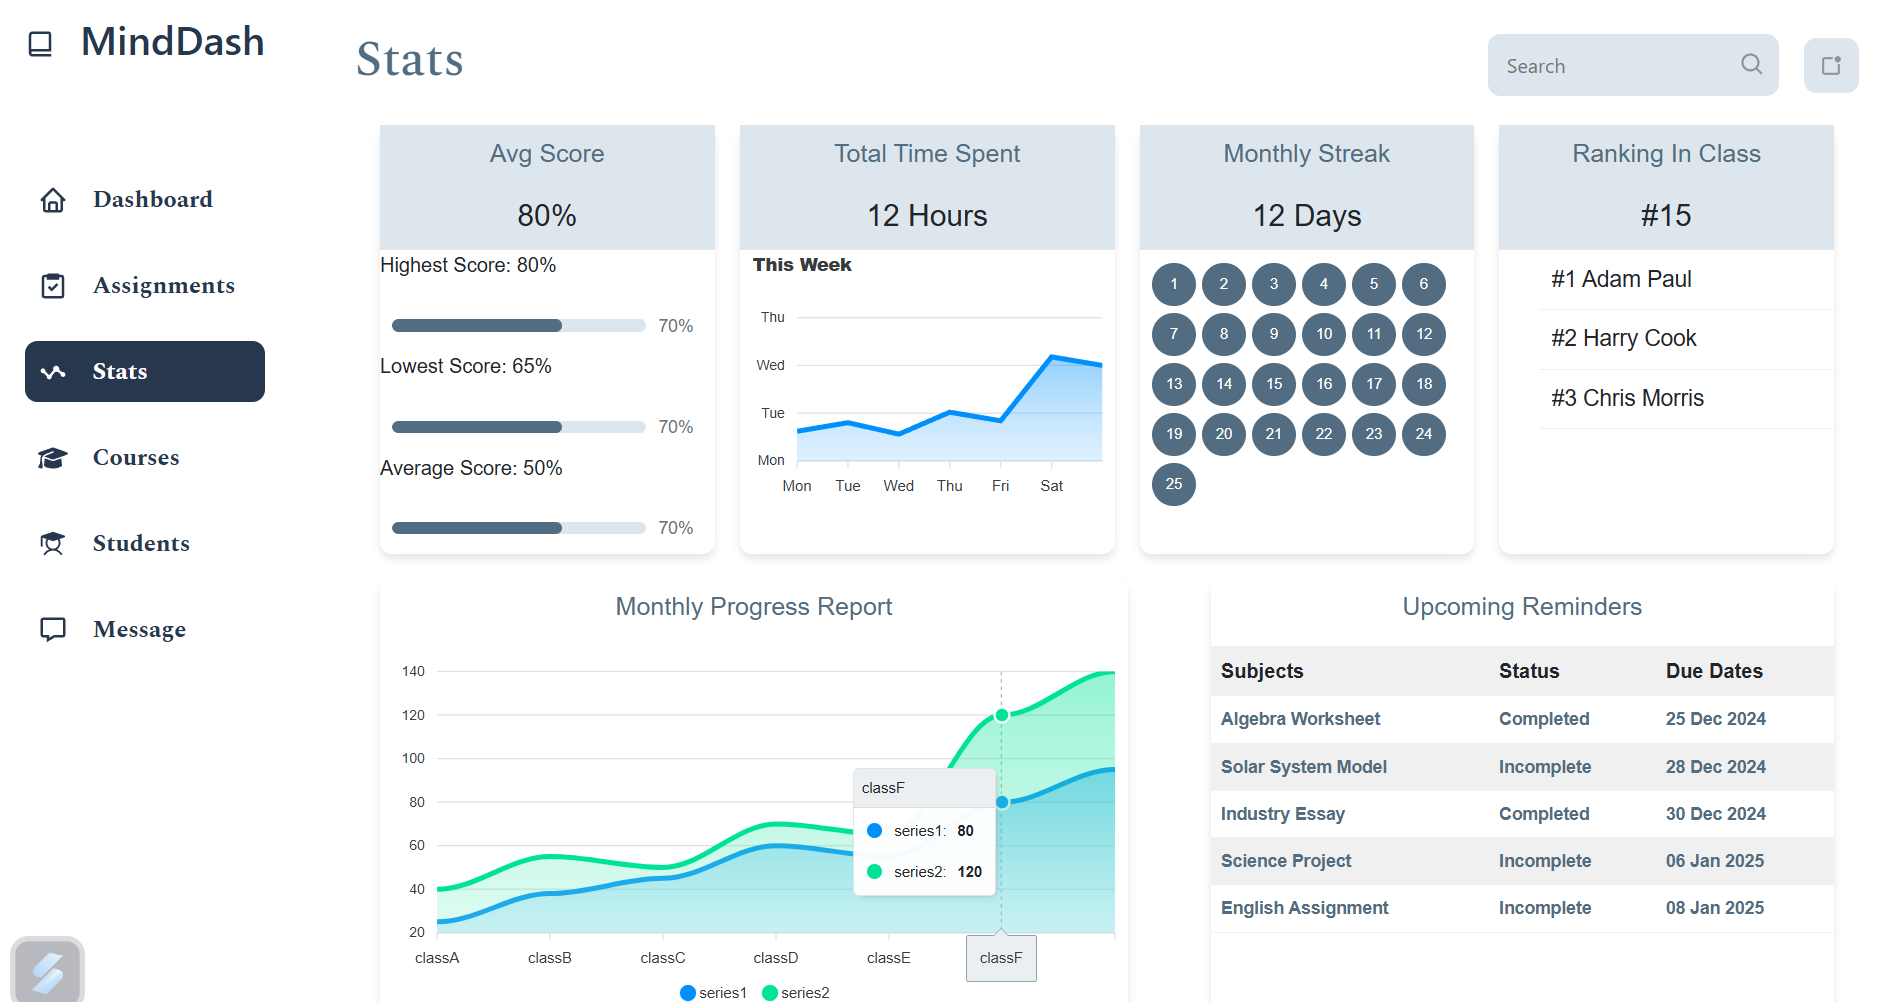 MindDash
Stats
Search
Dashboard
Assignments
Stats
Courses
Students
Message
Avg Score
80%
Highest Score: 80%
70%
Lowest Score: 65%
70%
Average Score: 50%
70%
Total Time Spent
12 Hours
This Week
Thu
Wed
Tue
Mon
Mon Tue Wed Thu Fri Sat
Monthly Streak
12 Days
1 2 3 4 5 6
7 8 9 10 11 12
13 14 15 16 17 18
19 20 21 22 23 24
25
Ranking In Class
#15
#1 Adam Paul
#2 Harry Cook
#3 Chris Morris
Monthly Progress Report
140
120
100
80
60
40
20
classF
series1: 80
series2: 120
classA classB classC classD classE classF
series1 series2
Upcoming Reminders
Subjects Status Due Dates
Algebra Worksheet Completed 25 Dec 2024
Solar System Model Incomplete 28 Dec 2024
Industry Essay Completed 30 Dec 2024
Science Project Incomplete 06 Jan 2025
English Assignment Incomplete 08 Jan 2025